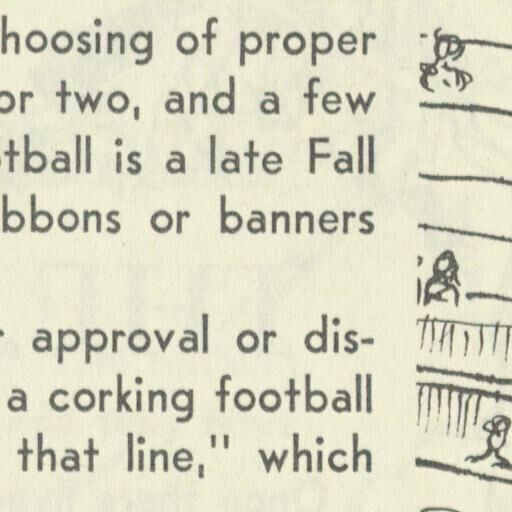 hoosing of proper
or two, and a few
tball is a late Fall
bbons or banners
approval or dis-
a corking football
that line," which